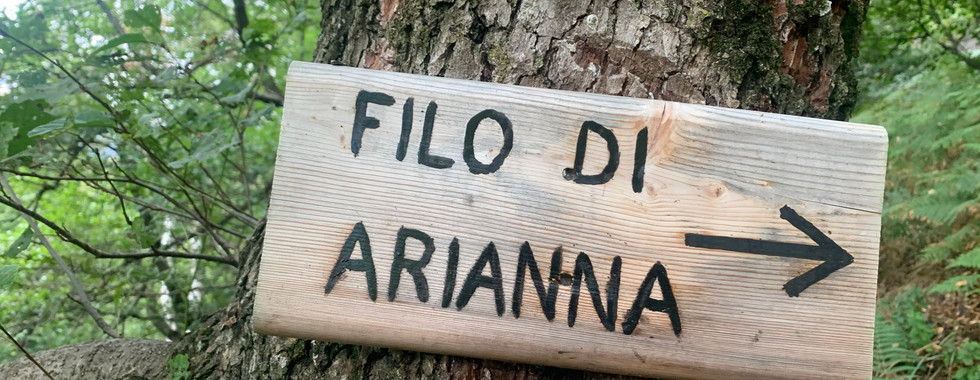 FILO DI
ARIANNA →